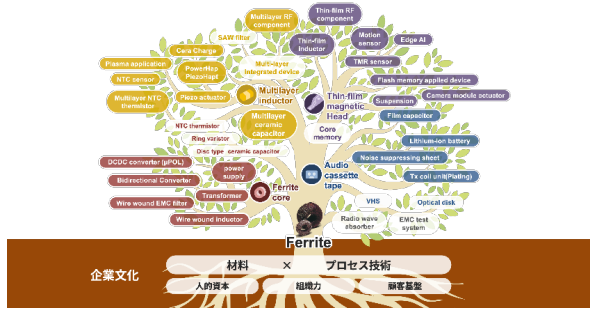 Multilayer RF
component
Thin-film RF
component
SAW filter
Thin-film
Inductor
Motion
sensor
Edge AI
Cera Charge
Plasma application
PowerHap
PiezoHapt
Multi-layer
integrated device
TMR sensor
NTC sensor
Flash memory applied device
Multilayer NTC
thermistor
Piezo actuator
Multilayer
Iinductor
Thin-film
magnetic
Head
Suspension
Camera module actuator
Multilayer
ceramic
capacitor
Film capacitor
NTC thermistor
Core
memory
Ring varistor
Lithium-ion battery
Disc type ceramic capacitor
Noise suppressing sheet
DCDC converter (μPOL)
power
supply
Audio
cassette
tape
Tx coil unit(Plating)
Bidirectional Converter
Transformer
Ferrite
core
Wire wound EMC filter
VHS
Optical disk
Wire wound inductor
Radio wave
absorber
EMC test
system
Ferrite
企業文化
材料 × プロセス技術
人的資本
組織力
顧客基盤